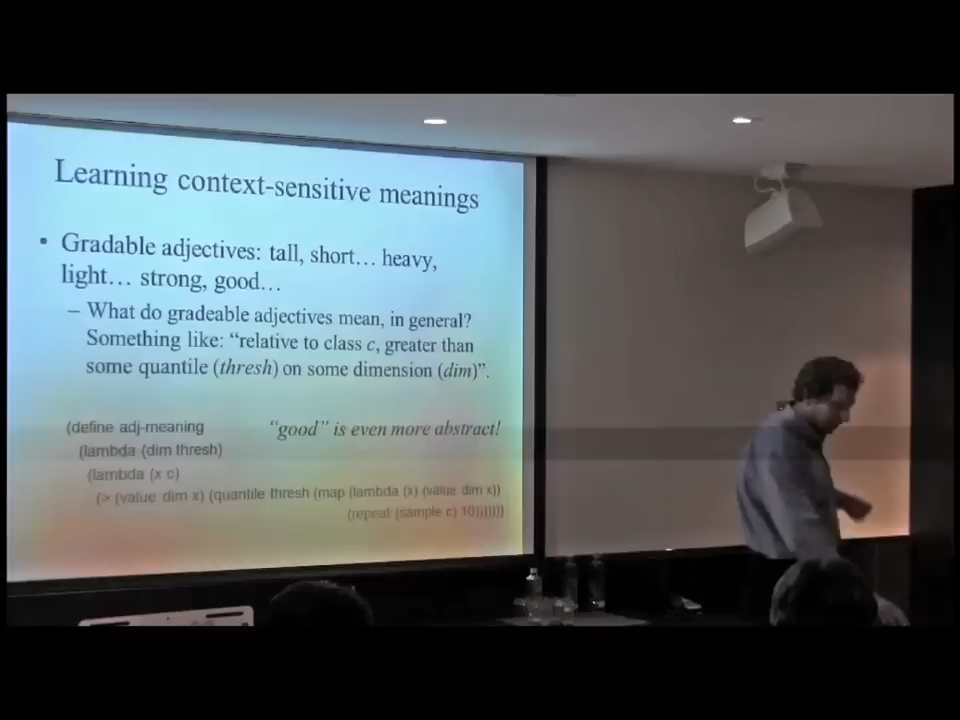 Learning context-sensitive meanings
• Gradable adjectives: tall, short… heavy,
light… strong, good…
– What do gradeable adjectives mean, in general?
Something like: “relative to class c, greater than
some quantile (thresh) on some dimension (dim)”.
(define adj-meaning
“good” is even more abstract!
(lambda (dim thresh)
(lambda (x c)
(> (value dim x) (quantile thresh (map (lambda (x) (value dim x))
(repeat (sample c) 10))))))